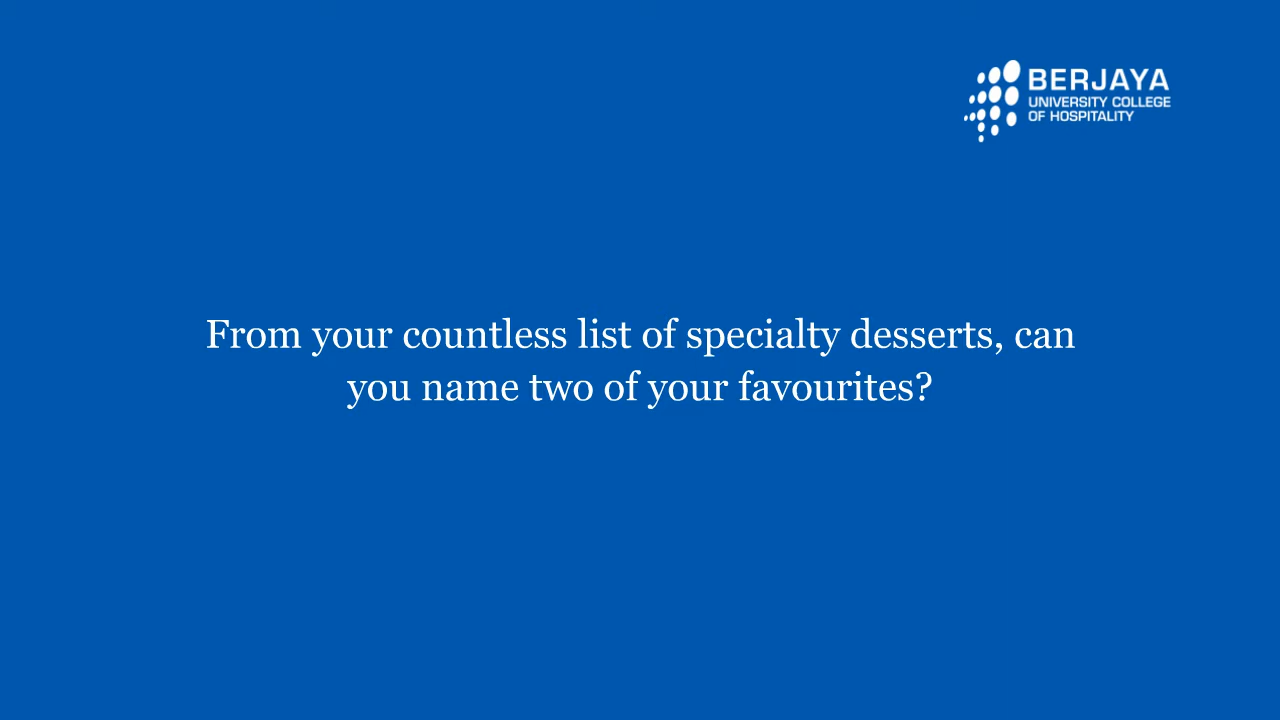 BERJAYA
UNIVERSITY COLLEGE
OF HOSPITALITY
From your countless list of specialty desserts, can
you name two of your favourites?